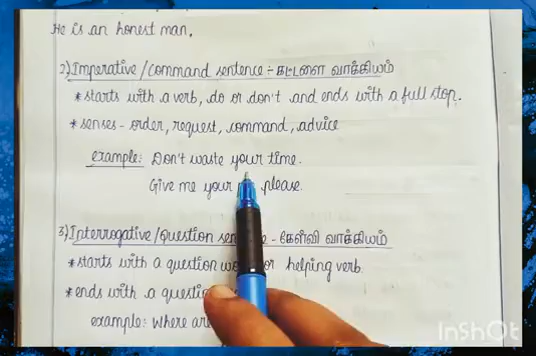 He is an honest man.
2) Imperative/Command sentence :- கட்டளை வாக்கியம்
* starts with a verb, do or don't and ends with a full stop.
* senses - order, request, command, advice
example: Don't waste your time.
Give me your please.
3) Interrogative/Question - கேள்வி வாக்கியம்
* starts with a question or helping verb.
* ends with a
example: Where are
InShOt